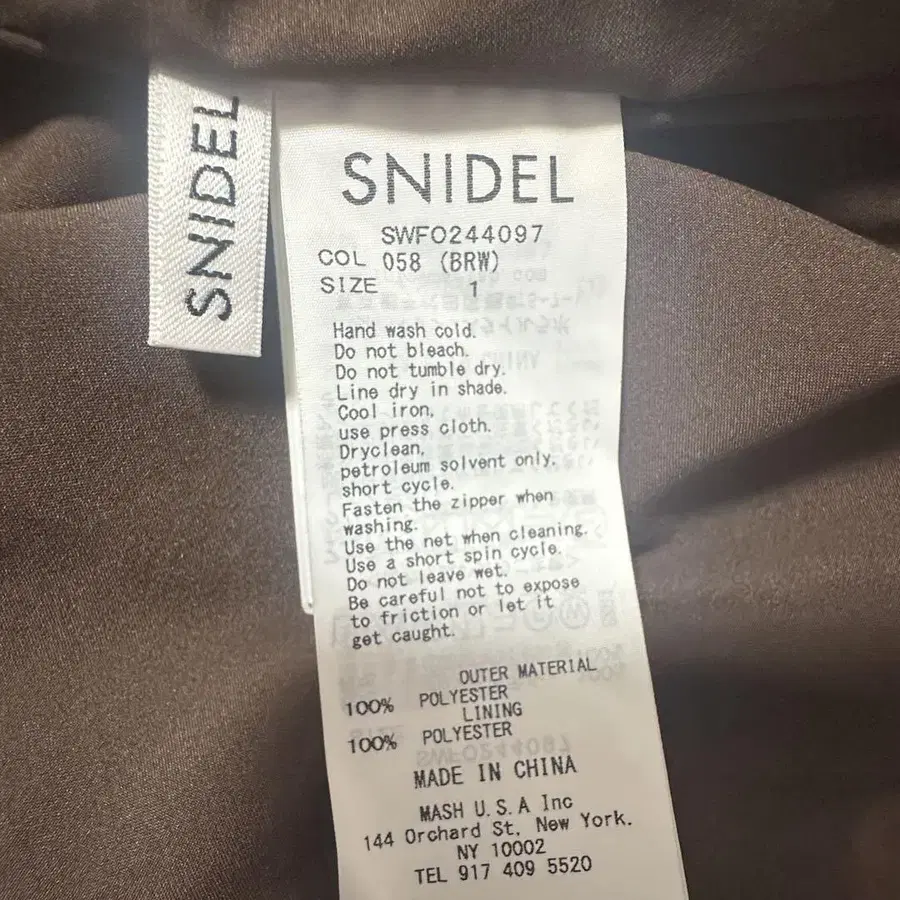 SNIDEL
SNIDEL
SWFO244097
COL 058 (BRW)
SIZE 1
Hand wash cold.
Do not bleach.
Do not tumble dry.
Line dry in shade.
Cool iron,
use press cloth.
Dryclean,
petroleum solvent only,
short cycle.
Fasten the zipper when
washing.
Use the net when cleaning.
Use a short spin cycle.
Do not leave wet.
Be careful not to expose
to friction or let it
get caught.
OUTER MATERIAL
100% POLYESTER
LINING
100% POLYESTER
MADE IN CHINA
MASH U.S.A Inc
144 Orchard St, New York.
NY 10002
TEL 917 409 5520